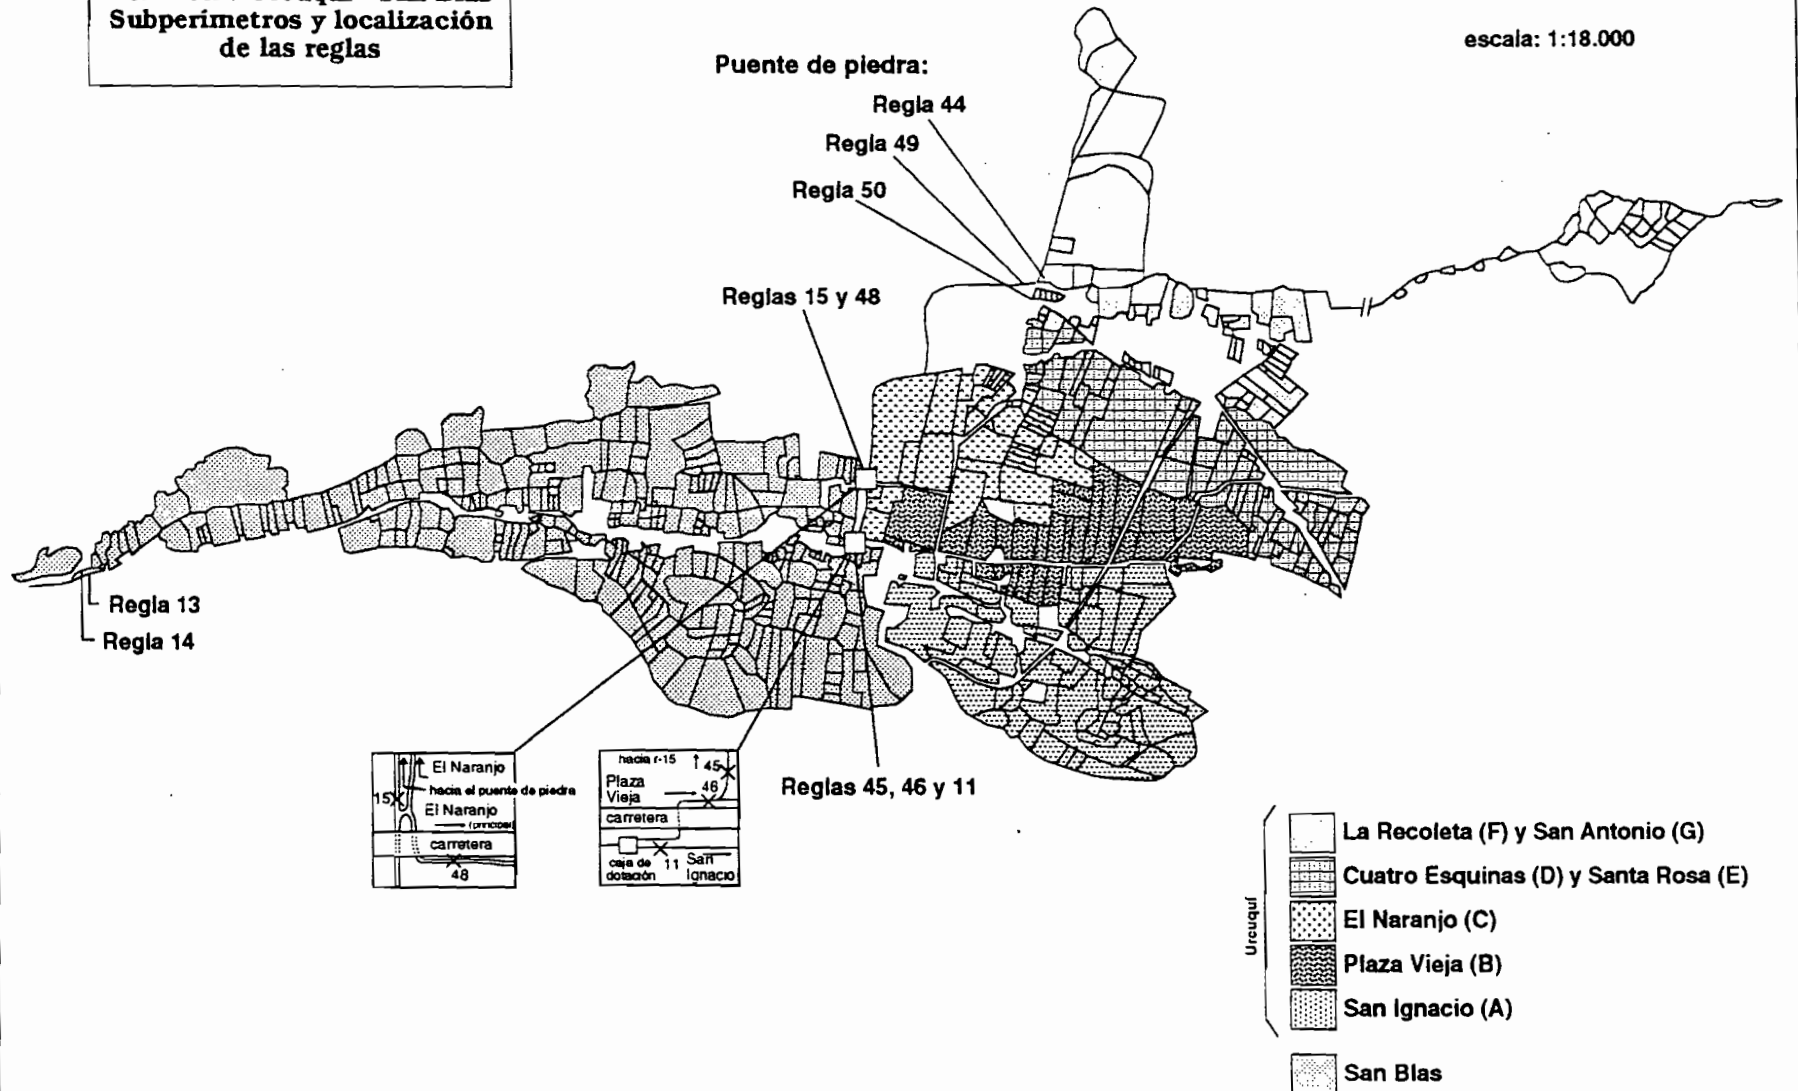 Subperímetros y localización
de las reglas
escala: 1:18.000
Puente de piedra:
Regla 44
Regla 49
Regla 50
Reglas 15 y 48
Regla 13
Regla 14
El Naranjo
hacia el puente de piedra
15
El Naranjo
(principal)
carretera
48
hacia r-15
45
Plaza
Vieja
46
carretera
caja de
dotación
11
San
Ignacio
Reglas 45, 46 y 11
Urcuquí
La Recoleta (F) y San Antonio (G)
Cuatro Esquinas (D) y Santa Rosa (E)
El Naranjo (C)
Plaza Vieja (B)
San Ignacio (A)
San Blas